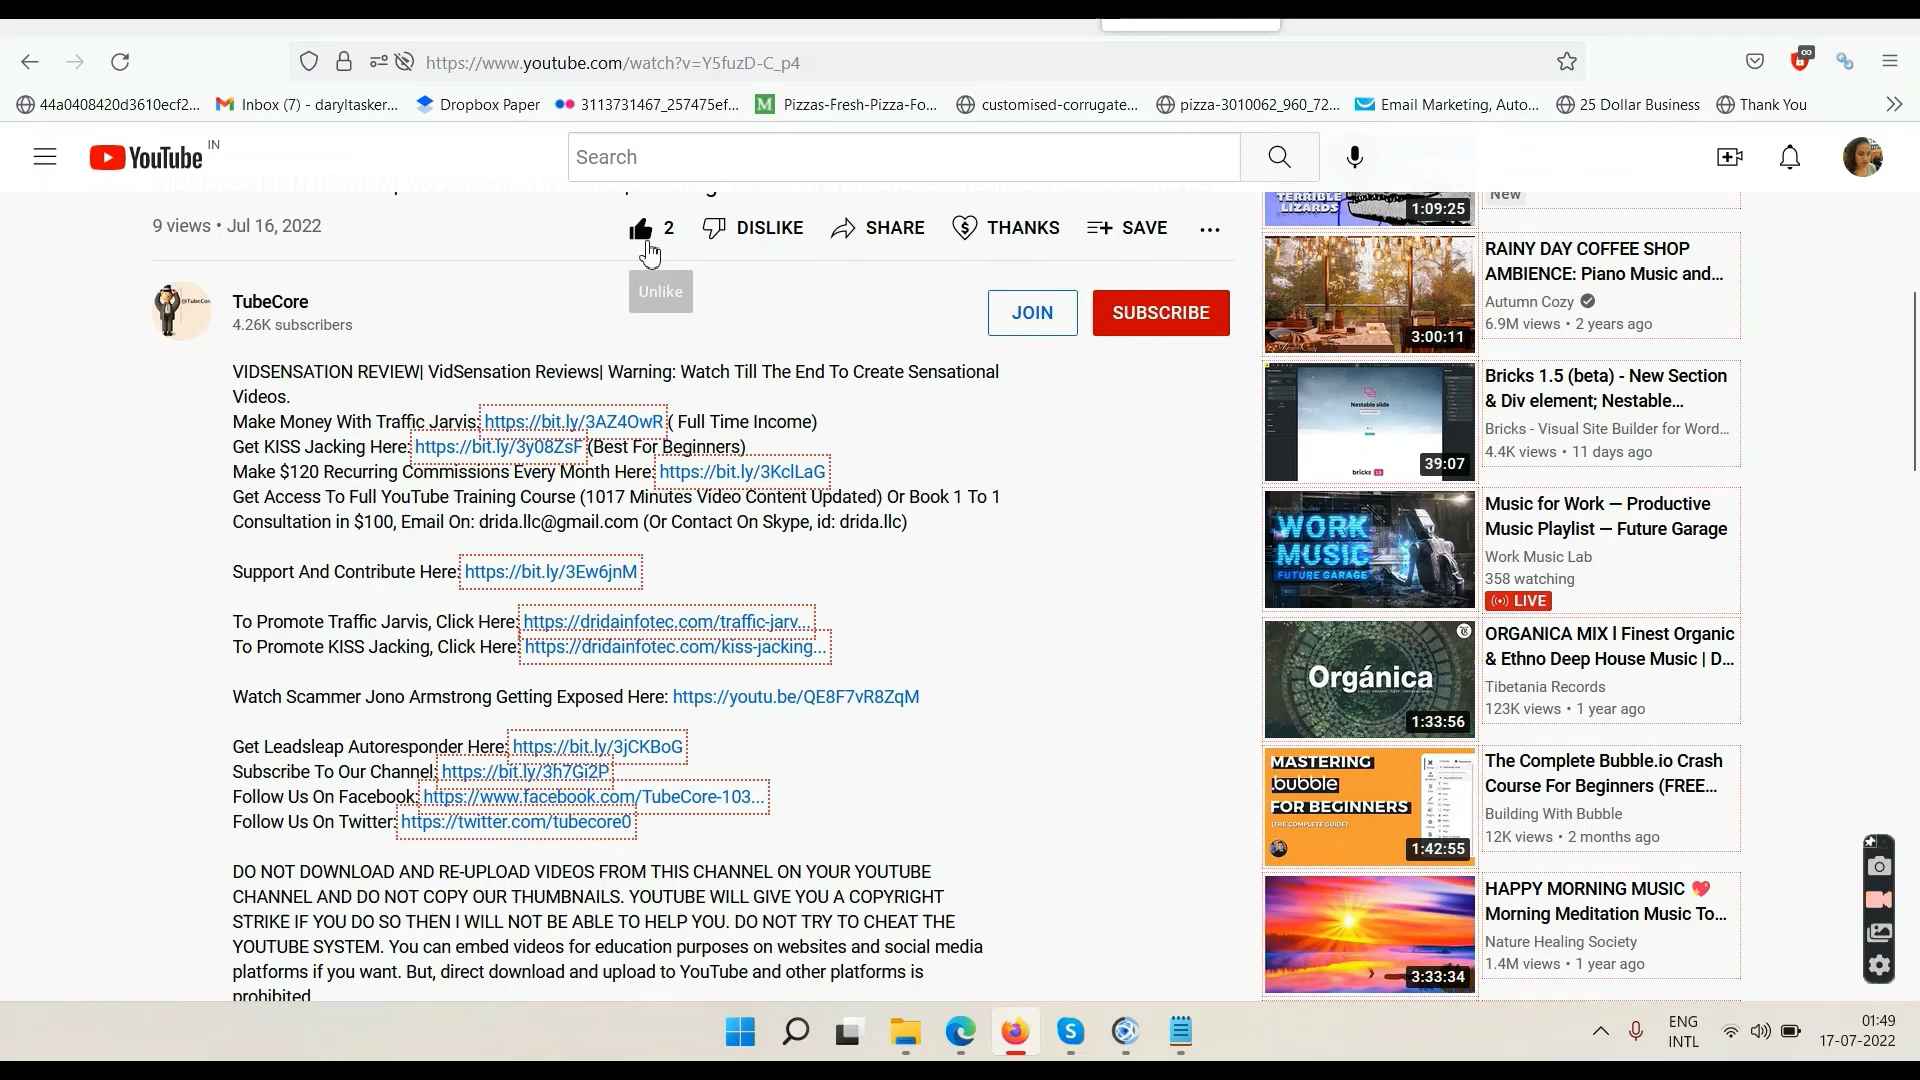 https://www.youtube.com/watch?v=Y5fuzD-C_p4
44a0408420d3610ecf2...
Inbox (7) - daryltasker...
Dropbox Paper
3113731467_257475ef...
M
Pizzas-Fresh-Pizza-Fo...
customised-corrugate...
pizza-3010062_960_72...
Email Marketing, Auto...
25 Dollar Business
Thank You
YouTube IN
Search
9 views • Jul 16, 2022
2
DISLIKE
SHARE
THANKS
SAVE
Unlike
TubeCore
4.26K subscribers
JOIN
SUBSCRIBE
VIDSENSATION REVIEW| VidSensation Reviews| Warning: Watch Till The End To Create Sensational
Videos.
Make Money With Traffic Jarvis: https://bit.ly/3AZ4OwR ( Full Time Income)
Get KISS Jacking Here: https://bit.ly/3y08ZsF (Best For Beginners)
Make $120 Recurring Commissions Every Month Here: https://bit.ly/3KclLaG
Get Access To Full YouTube Training Course (1017 Minutes Video Content Updated) Or Book 1 To 1
Consultation in $100, Email On: drida.llc@gmail.com (Or Contact On Skype, id: drida.llc)
Support And Contribute Here: https://bit.ly/3Ew6jnM
To Promote Traffic Jarvis, Click Here: https://dridainfotec.com/traffic-jarv...
To Promote KISS Jacking, Click Here: https://dridainfotec.com/kiss-jacking...
Watch Scammer Jono Armstrong Getting Exposed Here: https://youtu.be/QE8F7vR8ZqM
Get Leadsleap Autoresponder Here: https://bit.ly/3jCKBoG
Subscribe To Our Channel: https://bit.ly/3h7Gi2P
Follow Us On Facebook: https://www.facebook.com/TubeCore-103...
Follow Us On Twitter: https://twitter.com/tubecore0
DO NOT DOWNLOAD AND RE-UPLOAD VIDEOS FROM THIS CHANNEL ON YOUR YOUTUBE
CHANNEL AND DO NOT COPY OUR THUMBNAILS. YOUTUBE WILL GIVE YOU A COPYRIGHT
STRIKE IF YOU DO SO THEN I WILL NOT BE ABLE TO HELP YOU. DO NOT TRY TO CHEAT THE
YOUTUBE SYSTEM. You can embed videos for education purposes on websites and social media
platforms if you want. But, direct download and upload to YouTube and other platforms is
prohibited
TERRIBLE
LIZARDS
1:09:25
New
3:00:11
RAINY DAY COFFEE SHOP
AMBIENCE: Piano Music and...
Autumn Cozy
6.9M views • 2 years ago
Nestable slide
bricks 1.5
39:07
Bricks 1.5 (beta) - New Section
& Div element; Nestable...
Bricks - Visual Site Builder for Word...
4.4K views • 11 days ago
WORK
MUSIC
FUTURE GARAGE
Music for Work — Productive
Music Playlist — Future Garage
Work Music Lab
358 watching
LIVE
Orgánica
1:33:56
ORGANICA MIX l Finest Organic
& Ethno Deep House Music | D...
Tibetania Records
123K views • 1 year ago
MASTERING
.bubble
FOR BEGINNERS
(THE COMPLETE GUIDE)
1:42:55
The Complete Bubble.io Crash
Course For Beginners (FREE...
Building With Bubble
12K views • 2 months ago
3:33:34
HAPPY MORNING MUSIC 💖
Morning Meditation Music To...
Nature Healing Society
1.4M views • 1 year ago
ENG
INTL
01:49
17-07-2022